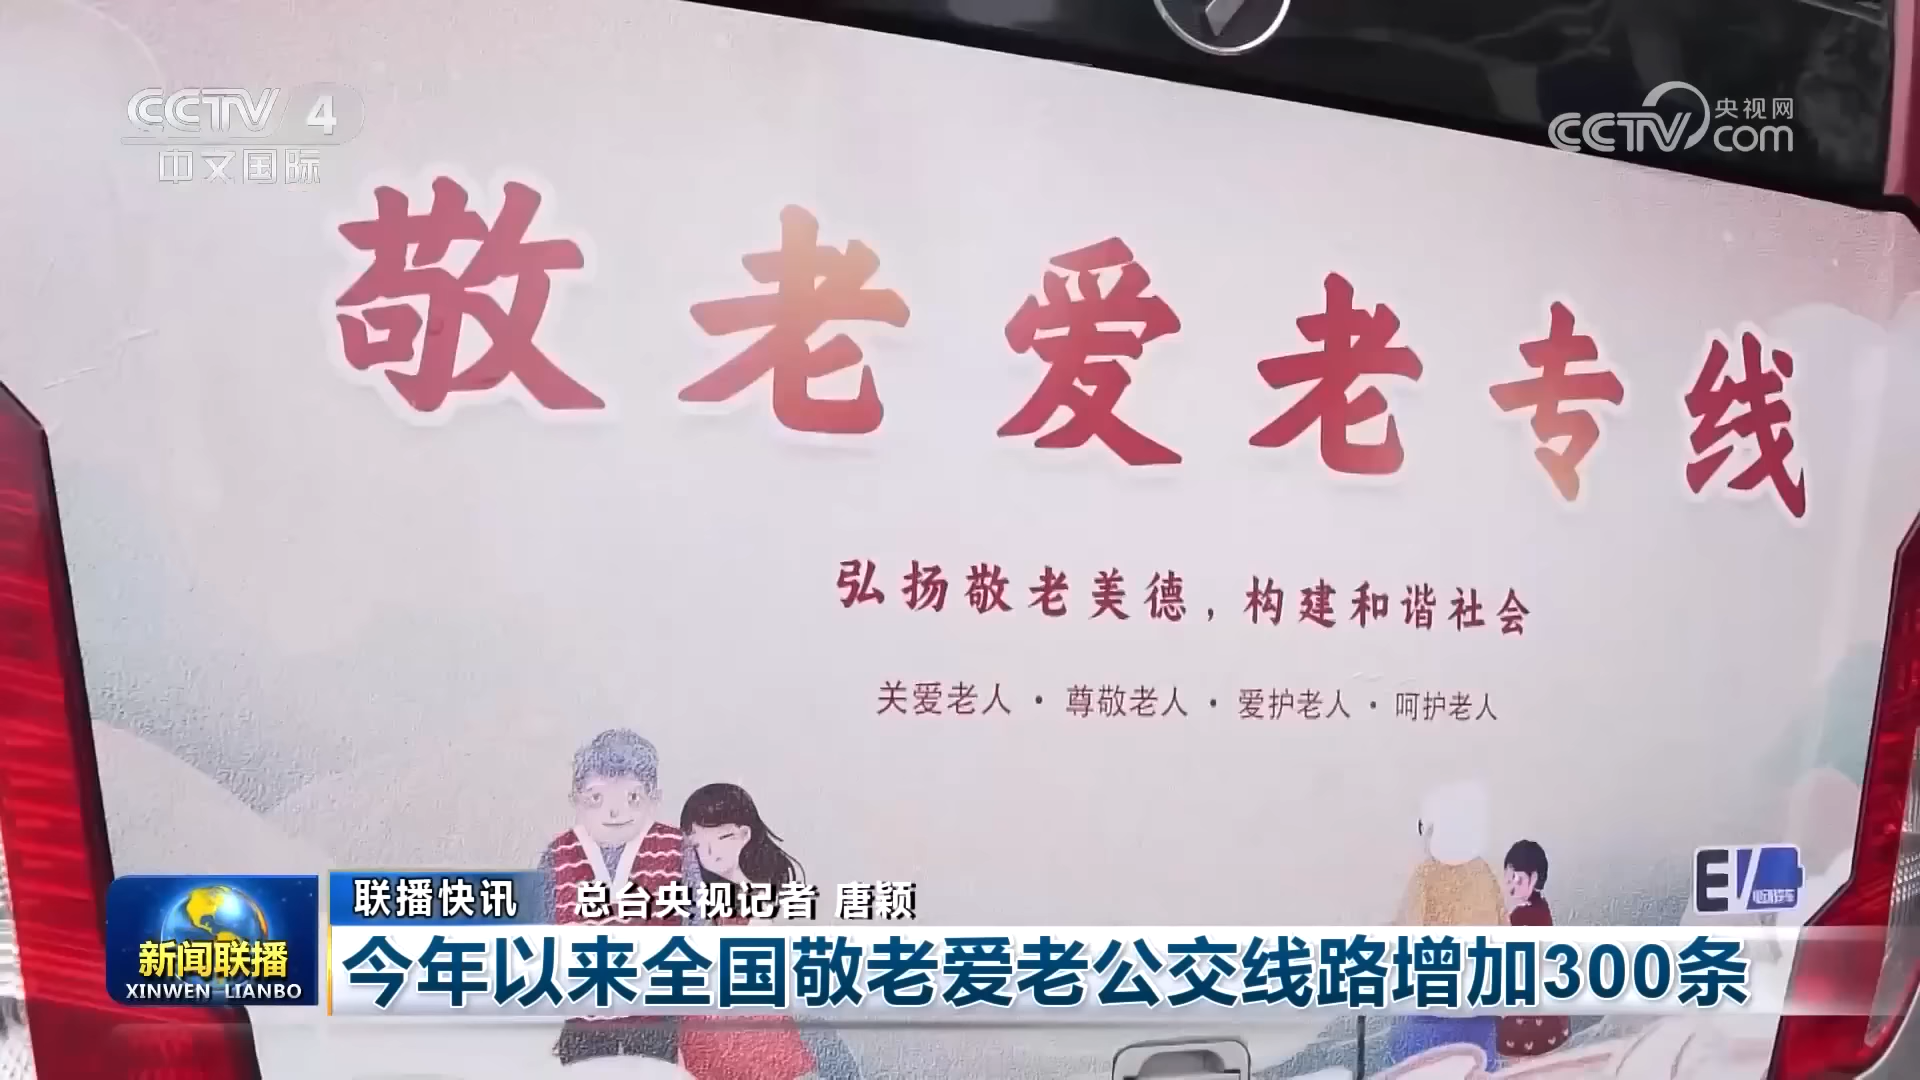 CCTV 4
中文国际
央视网
CCTV.com
敬老爱老专线
弘扬敬老美德，构建和谐社会
关爱老人·尊敬老人·爱护老人·呵护老人
EV
联播快讯 总台央视记者 唐颖
新闻联播
XINWEN LIANBO
今年以来全国敬老爱老公交线路增加300条